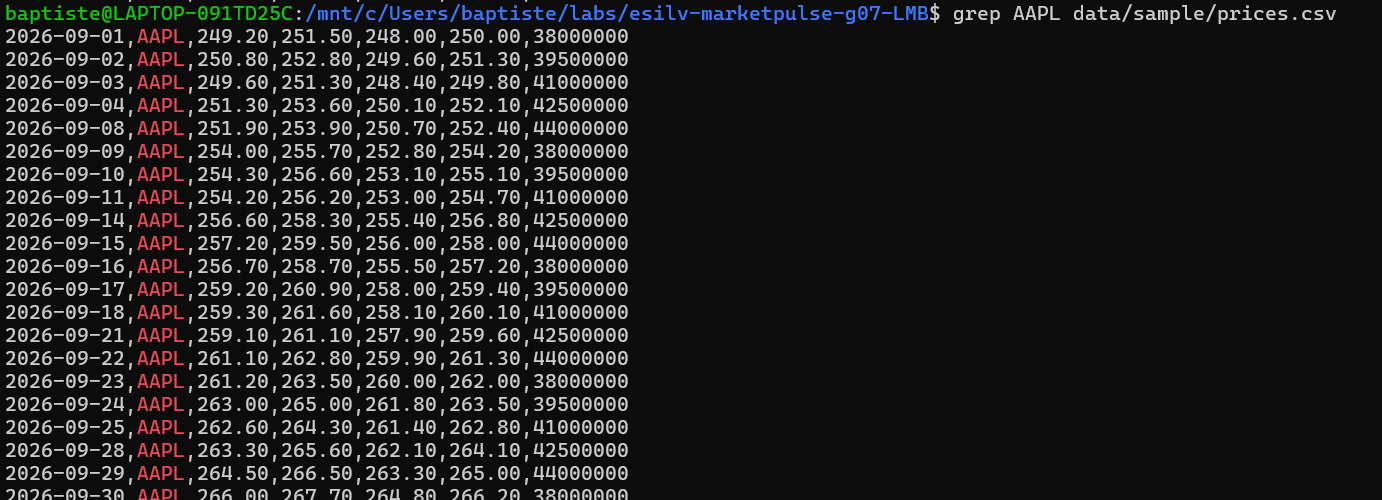 baptiste@LAPTOP-091TD25C:/mnt/c/Users/baptiste/labs/esilv-marketpulse-g07-LMB$ grep AAPL data/sample/prices.csv
2026-09-01,AAPL,249.20,251.50,248.00,250.00,38000000
2026-09-02,AAPL,250.80,252.80,249.60,251.30,39500000
2026-09-03,AAPL,249.60,251.30,248.40,249.80,41000000
2026-09-04,AAPL,251.30,253.60,250.10,252.10,42500000
2026-09-08,AAPL,251.90,253.90,250.70,252.40,44000000
2026-09-09,AAPL,254.00,255.70,252.80,254.20,38000000
2026-09-10,AAPL,254.30,256.60,253.10,255.10,39500000
2026-09-11,AAPL,254.20,256.20,253.00,254.70,41000000
2026-09-14,AAPL,256.60,258.30,255.40,256.80,42500000
2026-09-15,AAPL,257.20,259.50,256.00,258.00,44000000
2026-09-16,AAPL,256.70,258.70,255.50,257.20,38000000
2026-09-17,AAPL,259.20,260.90,258.00,259.40,39500000
2026-09-18,AAPL,259.30,261.60,258.10,260.10,41000000
2026-09-21,AAPL,259.10,261.10,257.90,259.60,42500000
2026-09-22,AAPL,261.10,262.80,259.90,261.30,44000000
2026-09-23,AAPL,261.20,263.50,260.00,262.00,38000000
2026-09-24,AAPL,263.00,265.00,261.80,263.50,39500000
2026-09-25,AAPL,262.60,264.30,261.40,262.80,41000000
2026-09-28,AAPL,263.30,265.60,262.10,264.10,42500000
2026-09-29,AAPL,264.50,266.50,263.30,265.00,44000000
2026-09-30,AAPL,266.00,267.70,264.80,266.20,38000000